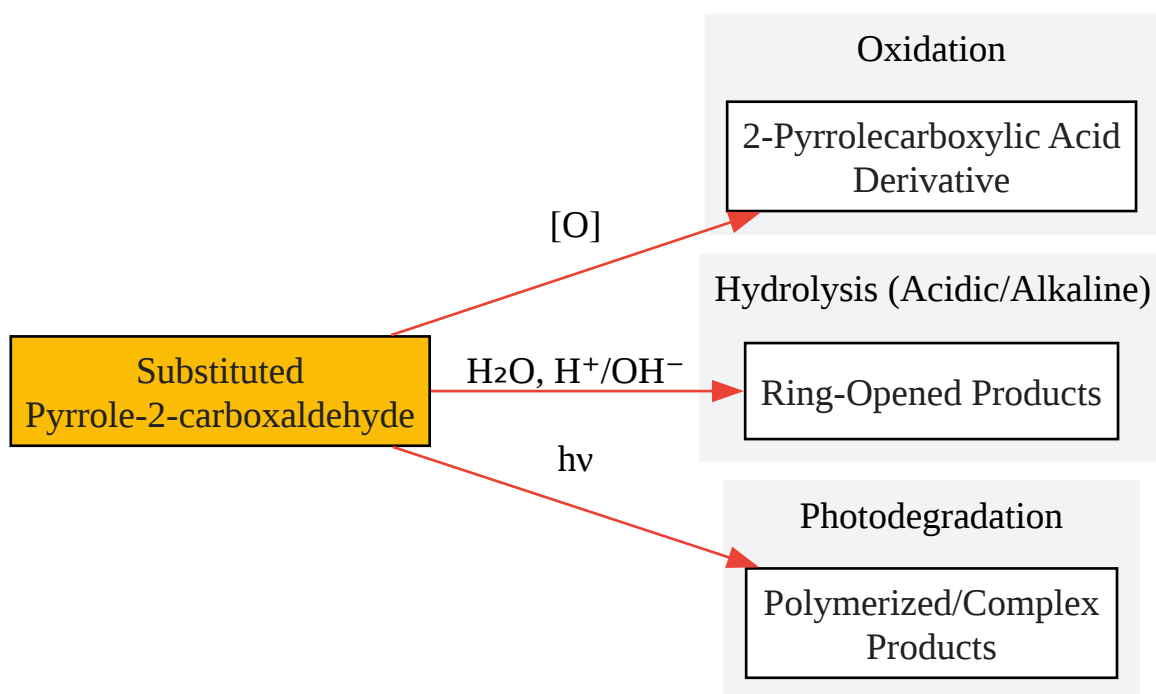 Oxidation
2-Pyrrolecarboxylic Acid
Derivative
[O]
Hydrolysis (Acidic/Alkaline)
Substituted
Pyrrole-2-carboxaldehyde
H₂O, H⁺/OH⁻
Ring-Opened Products
hν
Photodegradation
Polymerized/Complex
Products